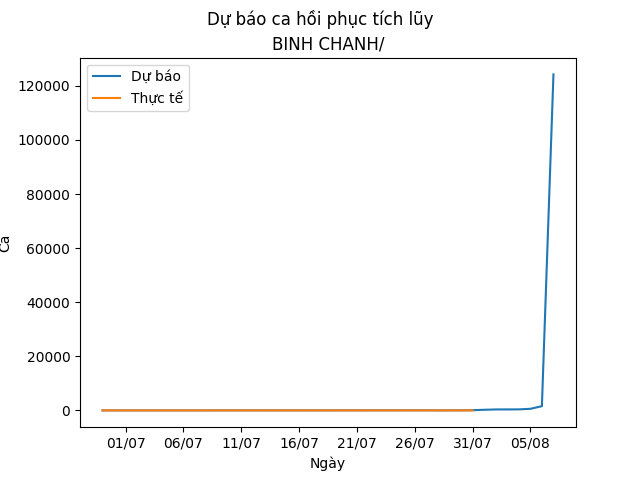 Dự báo ca hồi phục tích lũy
BINH CHANH/
Dự báo
Thực tế
120000
100000
80000
60000
40000
20000
0
Ca
01/07 06/07 11/07 16/07 21/07 26/07 31/07 05/08
Ngày